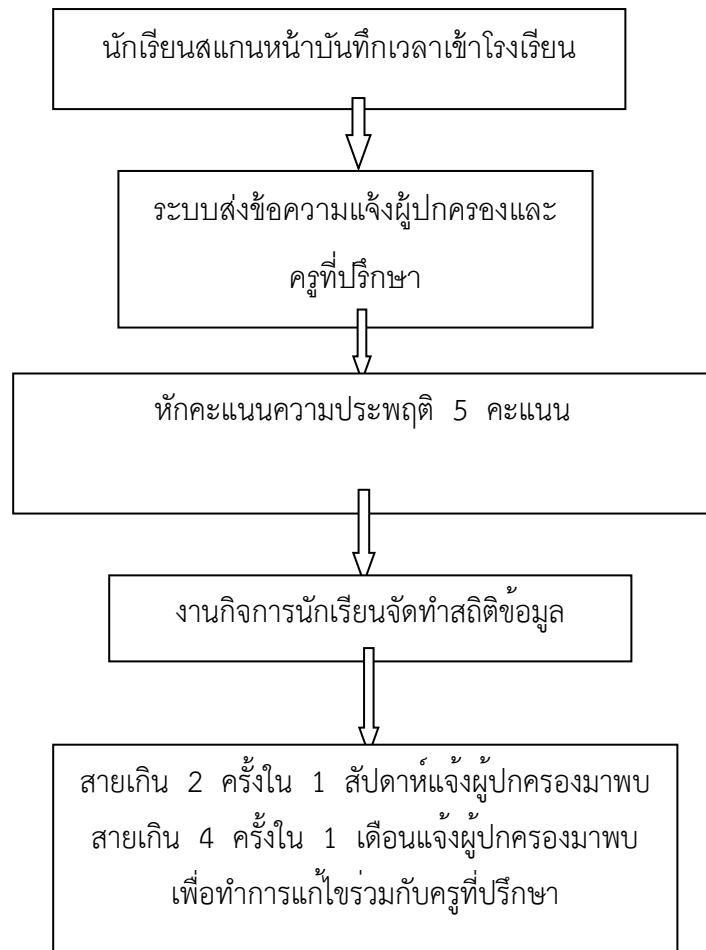 นักเรียนสแกนหน้าบันทึกเวลาเข้าโรงเรียน
ระบบส่งข้อความแจ้งผู้ปกครองและ
ครูที่ปรึกษา
หักคะแนนความประพฤติ 5 คะแนน
งานกิจการนักเรียนจัดทำสถิติข้อมูล
สายเกิน 2 ครั้งใน 1 สัปดาห์แจ้งผู้ปกครองมาพบ
สายเกิน 4 ครั้งใน 1 เดือนแจ้งผู้ปกครองมาพบ
เพื่อทำการแก้ไขร่วมกับครูที่ปรึกษา